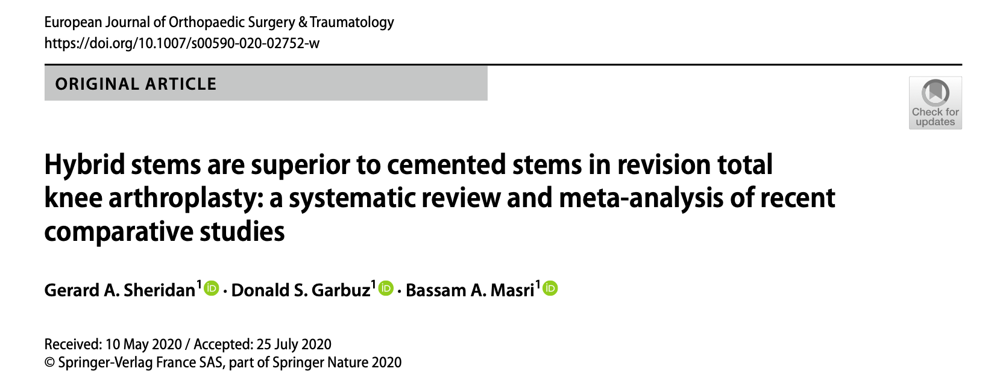 European Journal of Orthopaedic Surgery & Traumatology
https://doi.org/10.1007/s00590-020-02752-w
ORIGINAL ARTICLE
Check for
updates
Hybrid stems are superior to cemented stems in revision total
knee arthroplasty: a systematic review and meta-analysis of recent
comparative studies
Gerard A. Sheridan¹ iD · Donald S. Garbuz¹ iD · Bassam A. Masri¹ iD
Received: 10 May 2020 / Accepted: 25 July 2020
© Springer-Verlag France SAS, part of Springer Nature 2020